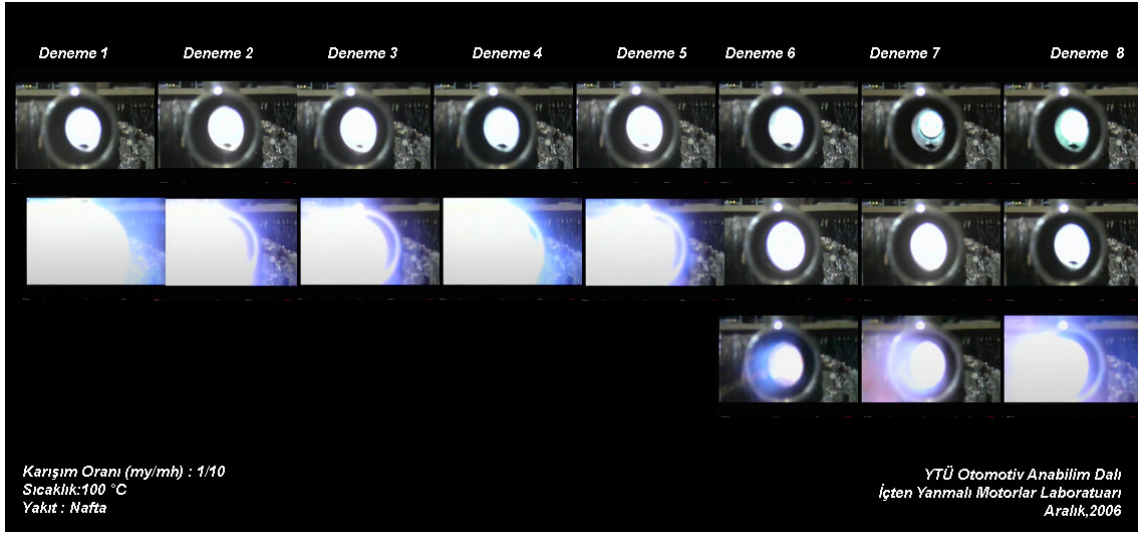 Deneme 1 Deneme 2 Deneme 3 Deneme 4 Deneme 5 Deneme 6 Deneme 7 Deneme 8
Karışım Oranı (my/mh) : 1/10
Sıcaklık:100 °C
Yakıt : Nafta
YTÜ Otomotiv Anabilim Dalı
İçten Yanmalı Motorlar Laboratuarı
Aralık,2006